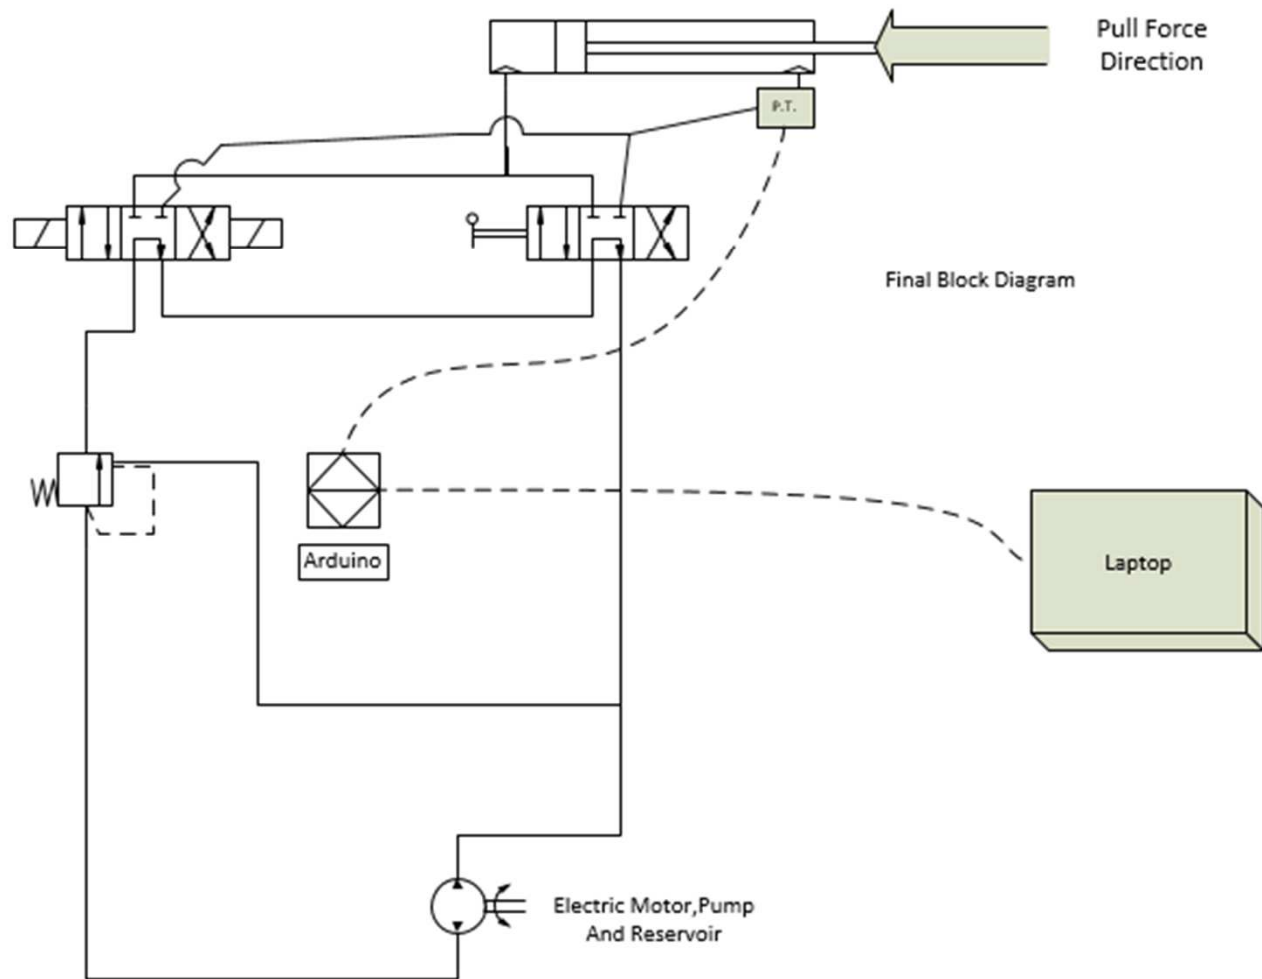 Pull Force
Direction
P.T.
Final Block Diagram
Arduino
Laptop
Electric Motor,Pump
And Reservoir